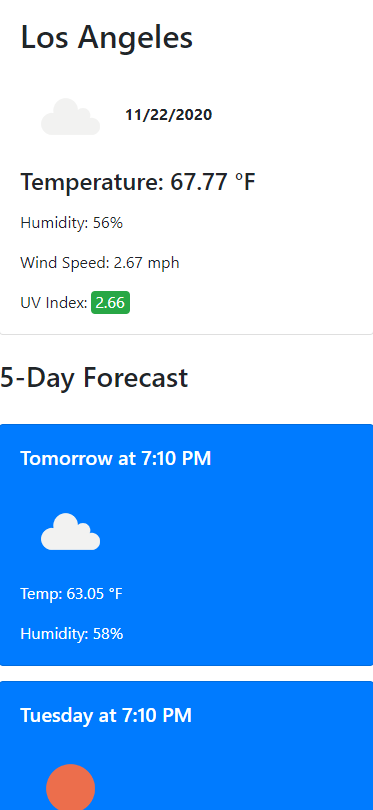 Los Angeles
11/22/2020
Temperature: 67.77 °F
Humidity: 56%
Wind Speed: 2.67 mph
UV Index: 2.66
5-Day Forecast
Tomorrow at 7:10 PM
Temp: 63.05 °F
Humidity: 58%
Tuesday at 7:10 PM